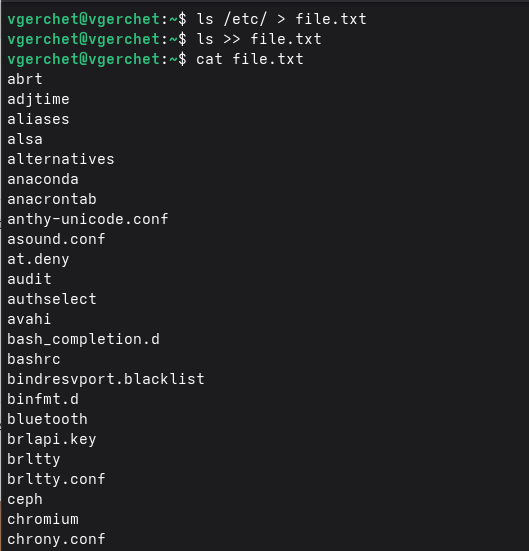 vgerchet@vgerchet:~$ ls /etc/ > file.txt
vgerchet@vgerchet:~$ ls >> file.txt
vgerchet@vgerchet:~$ cat file.txt
abrt
adjtime
aliases
alsa
alternatives
anaconda
anacrontab
anthy-unicode.conf
asound.conf
at.deny
audit
authselect
avahi
bash_completion.d
bashrc
bindresvport.blacklist
binfmt.d
bluetooth
brlapi.key
brltty
brltty.conf
ceph
chromium
chrony.conf